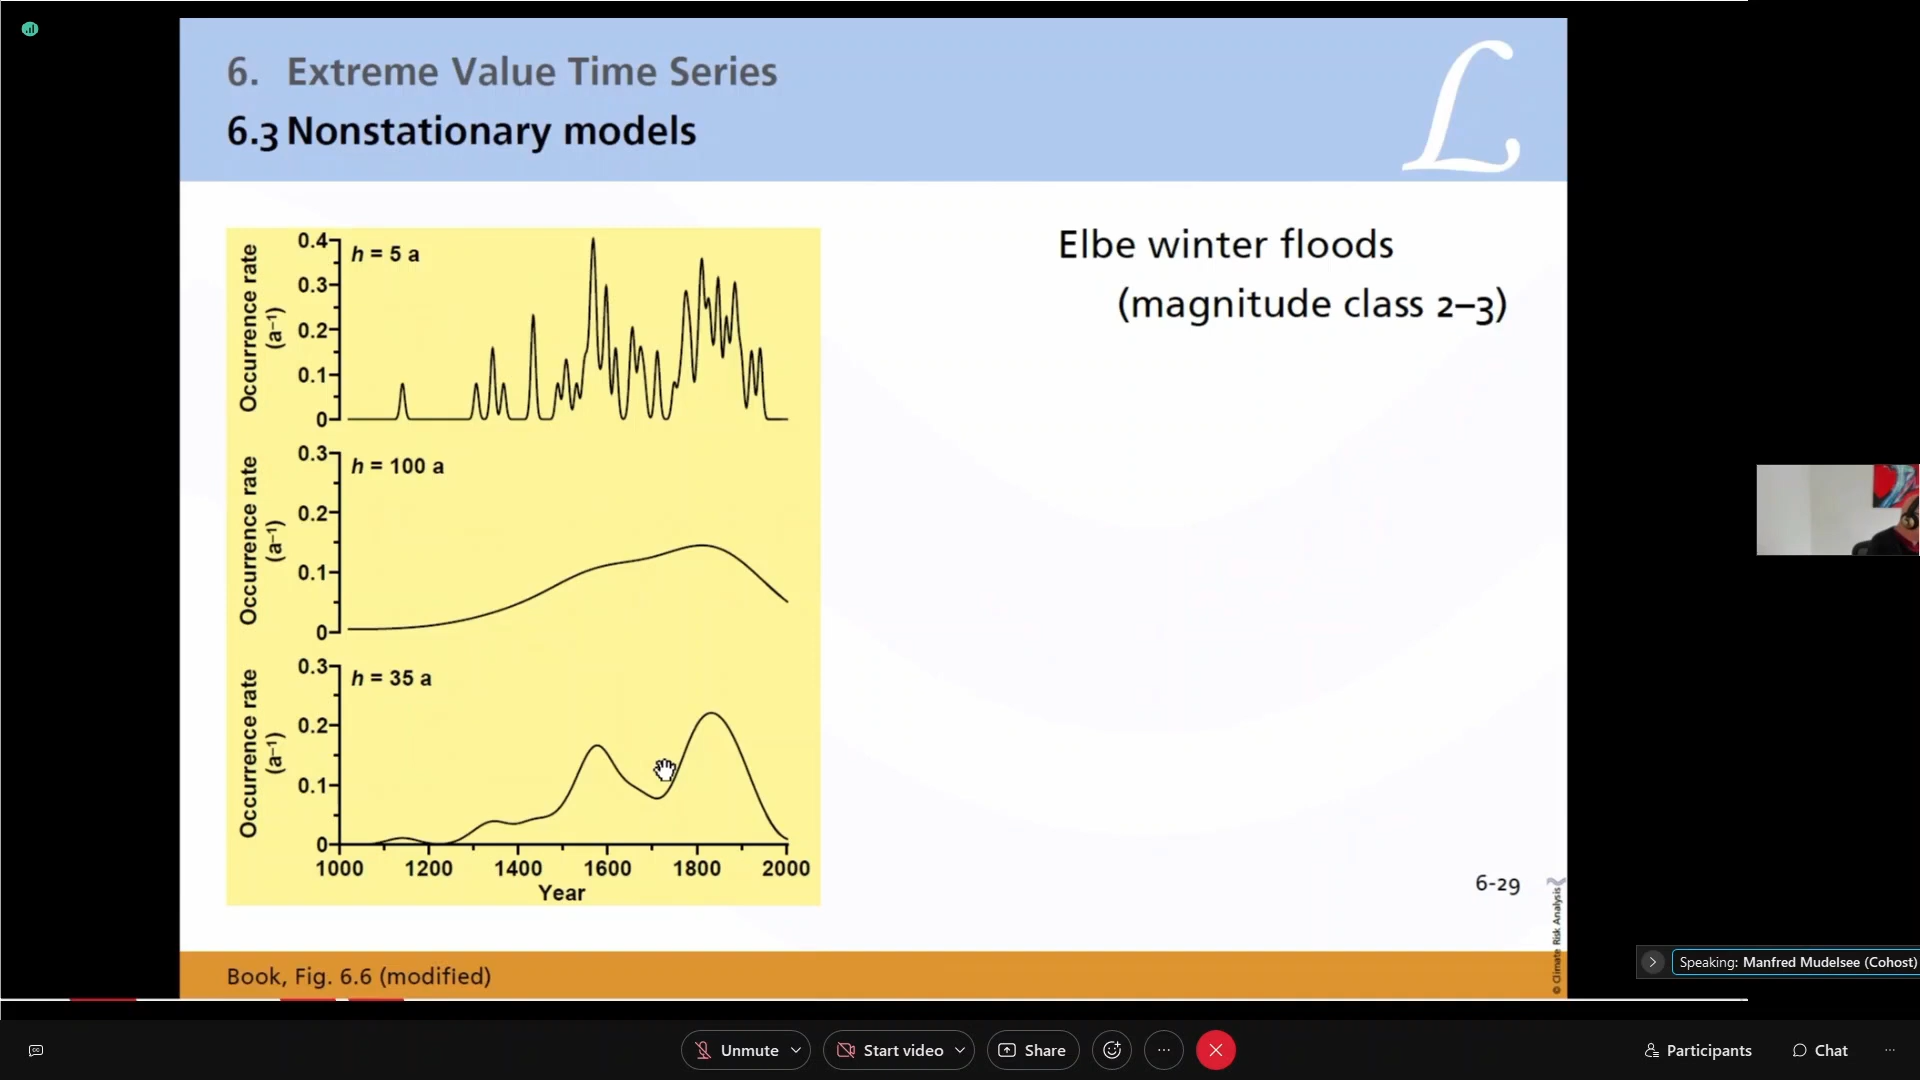 6. Extreme Value Time Series
6.3 Nonstationary models
L
Elbe winter floods
(magnitude class 2–3)
Occurrence rate
(a⁻¹)
0.4
0.3
0.2
0.1
0
h = 5 a
Occurrence rate
(a⁻¹)
0.3
0.2
0.1
0
h = 100 a
Occurrence rate
(a⁻¹)
0.3
0.2
0.1
0
h = 35 a
1000 1200 1400 1600 1800 2000
Year
6-29
© Climate Risk Analysis
Book, Fig. 6.6 (modified)
Speaking: Manfred Mudelsee (Cohost)
Unmute
Start video
Share
Participants
Chat